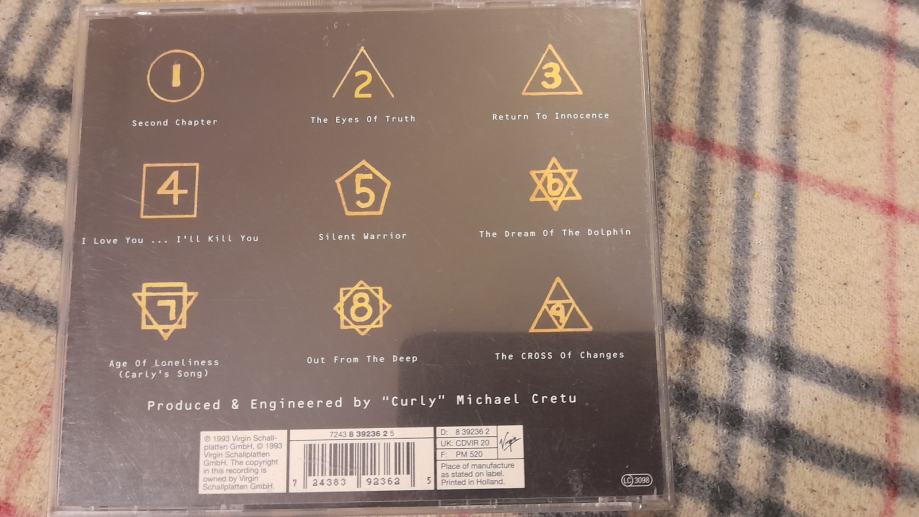 1
Second Chapter
2
The Eyes Of Truth
3
Return To Innocence
4
I Love You ... I'll Kill You
5
Silent Warrior
6
The Dream Of The Dolphin
7
Age Of Loneliness
(Carly's Song)
8
Out From The Deep
9
The CROSS Of Changes
Produced & Engineered by "Curly" Michael Cretu
℗ 1993 Virgin Schall-
platten GmbH, © 1993
Virgin Schallplatten
GmbH. The copyright
in this recording is
owned by Virgin
Schallplatten GmbH.
7243 8 39236 2 5
7 24383 92362 5
D: 8 39236 2
UK: CDVIR 20
F: PM 520
Virgin
Place of manufacture
as stated on label.
Printed in Holland.
LC 3098